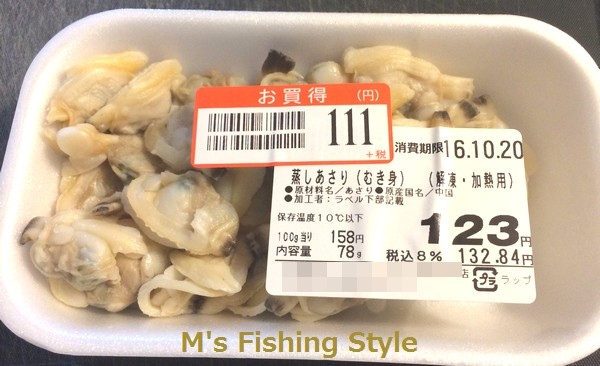 お買得 (円)
111
+税
消費期限 16.10.20
蒸しあさり(むき身) (解凍・加熱用)
●原材料名/あさり●原産国名/中国
●加工者:ラベル下部記載
保存温度10℃以下
100g当り 158円
内容量 78g
123円
税込8% 132.84円
店
プラ ラップ
M's Fishing Style